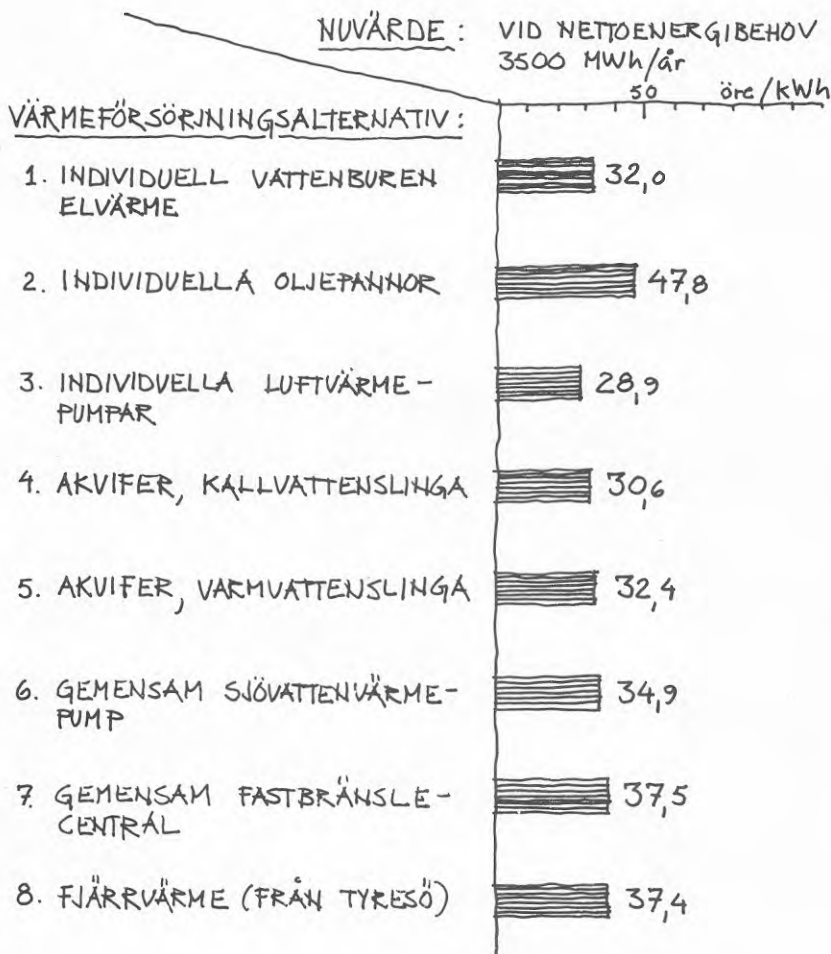 NUVÄRDE: VID NETTOENERGIBEHOV
3500 MWh/år
50 öre/kWh
VÄRMEFÖRSÖRJNINGSALTERNATIV:
1. INDIVIDUELL VATTENBUREN
ELVÄRME
32,0
2. INDIVIDUELLA OLJEPANNOR
47,8
3. INDIVIDUELLA LUFTVÄRME-
PUMPAR
28,9
4. AKVIFER, KALLVATTENSLINGA
30,6
5. AKVIFER, VARMVATTENSLINGA
32,4
6. GEMENSAM SJÖVATTENVÄRME-
PUMP
34,9
7. GEMENSAM FASTBRÄNSLE-
CENTRAL
37,5
8. FJÄRRVÄRME (FRÅN TYRESÖ)
37,4